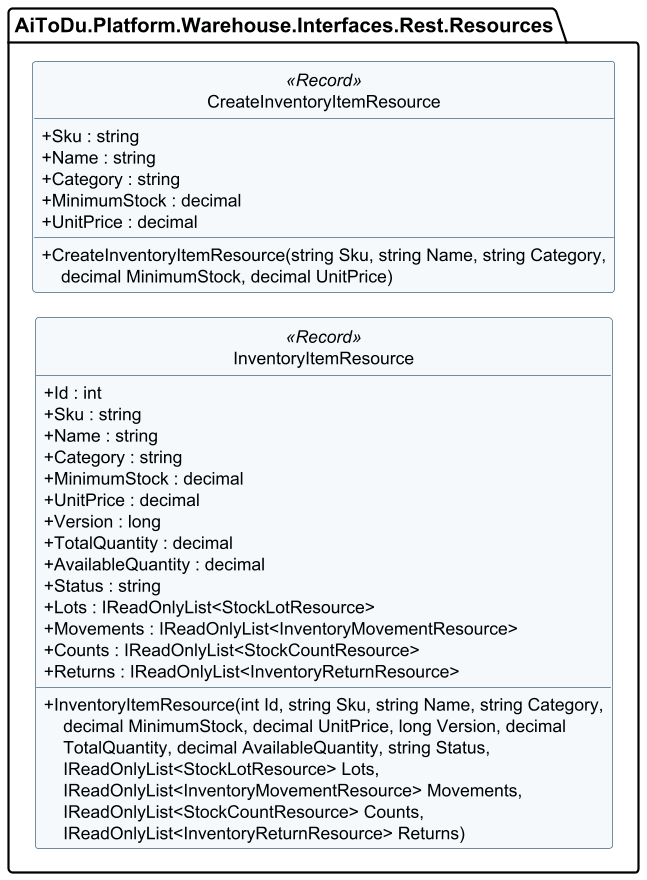 AiToDu.Platform.Warehouse.Interfaces.Rest.Resources
«Record»
CreateInventoryItemResource
+Sku : string
+Name : string
+Category : string
+MinimumStock : decimal
+UnitPrice : decimal
+CreateInventoryItemResource(string Sku, string Name, string Category,
decimal MinimumStock, decimal UnitPrice)
«Record»
InventoryItemResource
+Id : int
+Sku : string
+Name : string
+Category : string
+MinimumStock : decimal
+UnitPrice : decimal
+Version : long
+TotalQuantity : decimal
+AvailableQuantity : decimal
+Status : string
+Lots : IReadOnlyList<StockLotResource>
+Movements : IReadOnlyList<InventoryMovementResource>
+Counts : IReadOnlyList<StockCountResource>
+Returns : IReadOnlyList<InventoryReturnResource>
+InventoryItemResource(int Id, string Sku, string Name, string Category,
decimal MinimumStock, decimal UnitPrice, long Version, decimal
TotalQuantity, decimal AvailableQuantity, string Status,
IReadOnlyList<StockLotResource> Lots,
IReadOnlyList<InventoryMovementResource> Movements,
IReadOnlyList<StockCountResource> Counts,
IReadOnlyList<InventoryReturnResource> Returns)